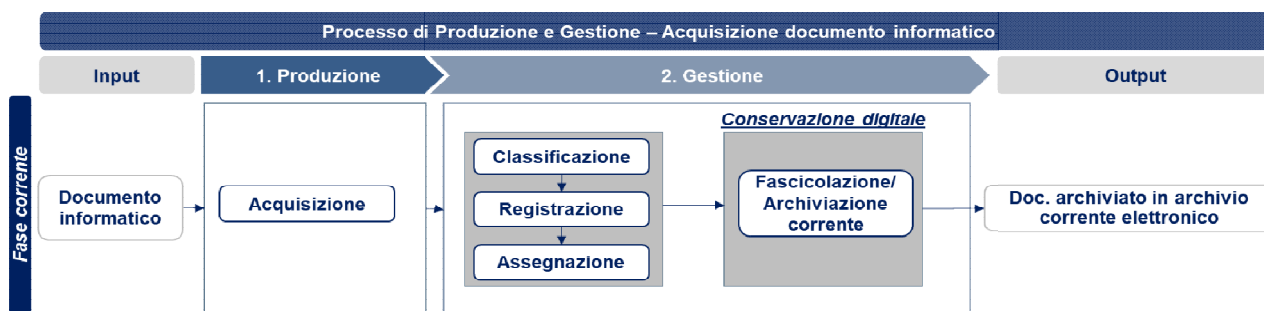 Processo di Produzione e Gestione – Acquisizione documento informatico
Input
1. Produzione
2. Gestione
Output
Fase corrente
Documento
informatico
Acquisizione
Classificazione
Registrazione
Assegnazione
Conservazione digitale
Fascicolazione/
Archiviazione
corrente
Doc. archiviato in archivio
corrente elettronico